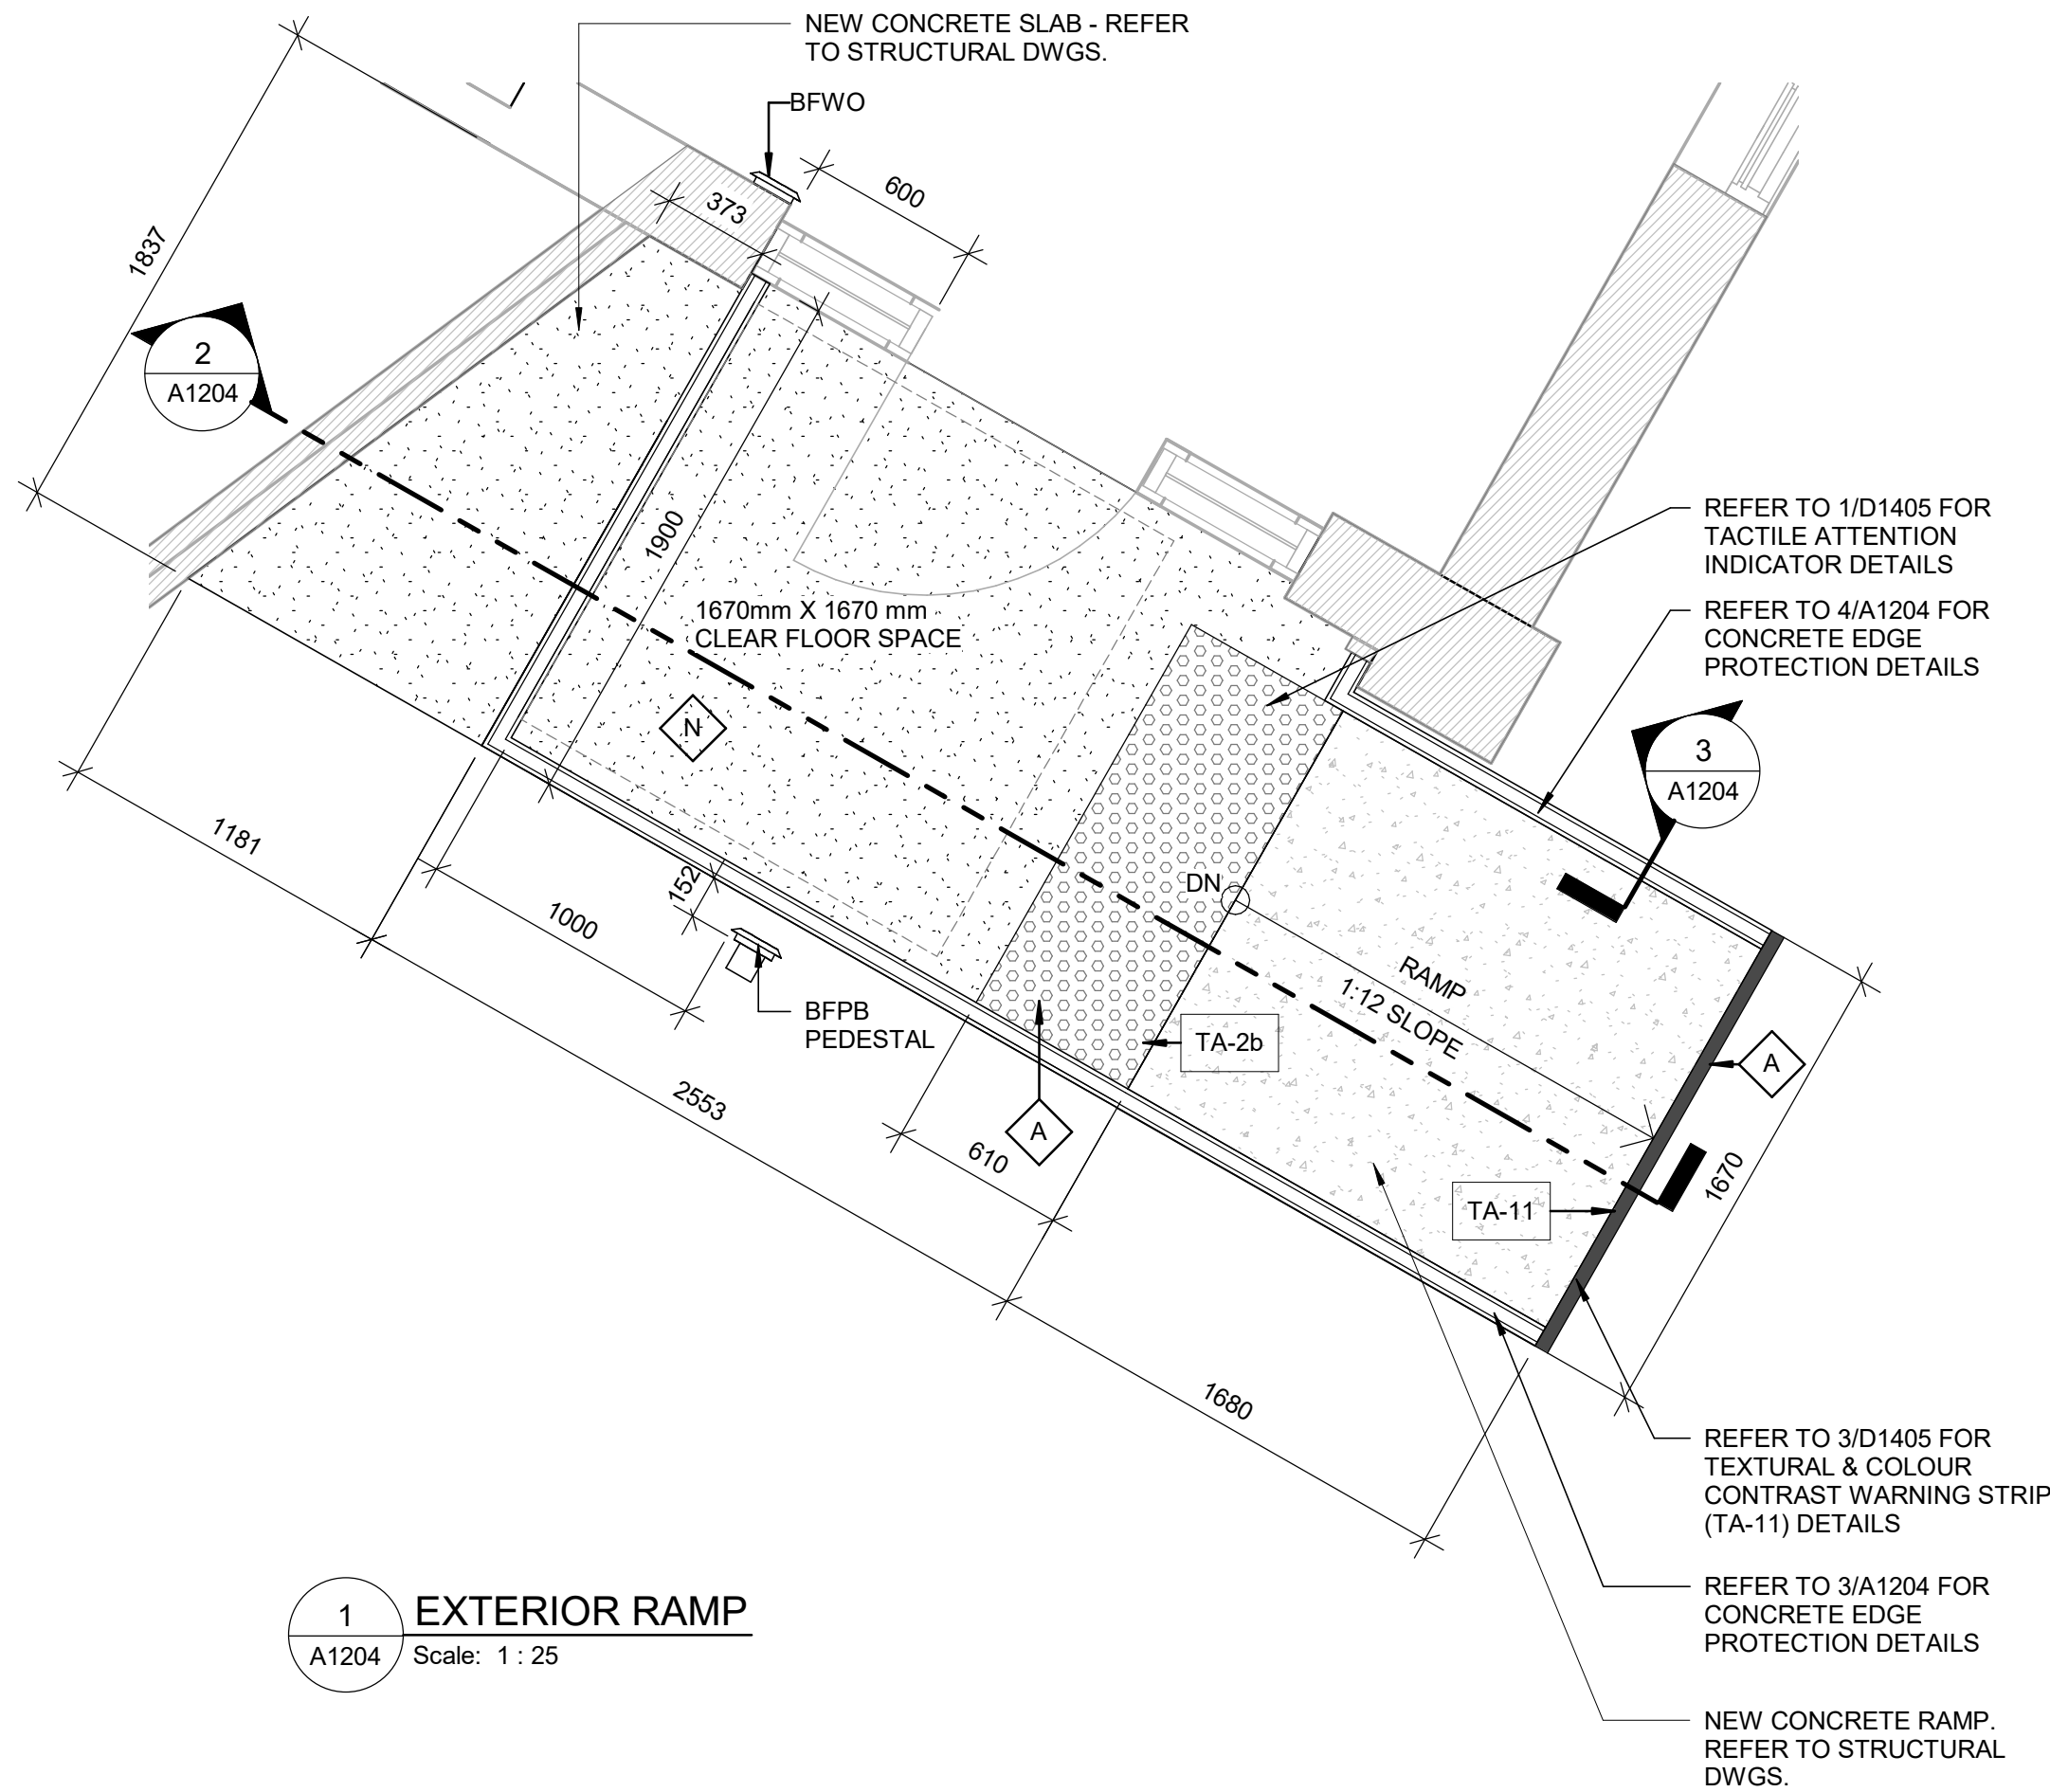 NEW CONCRETE SLAB - REFER
TO STRUCTURAL DWGS.
BFWO
600
373
1837
2
A1204
1900
1670mm X 1670 mm
CLEAR FLOOR SPACE
N
REFER TO 1/D1405 FOR
TACTILE ATTENTION
INDICATOR DETAILS
REFER TO 4/A1204 FOR
CONCRETE EDGE
PROTECTION DETAILS
3
A1204
1181
1000
152
BFPB
PEDESTAL
DN
RAMP
1:12 SLOPE
TA-2b
A
2553
A
610
TA-11
1670
1680
REFER TO 3/D1405 FOR
TEXTURAL & COLOUR
CONTRAST WARNING STRIP
(TA-11) DETAILS
REFER TO 3/A1204 FOR
CONCRETE EDGE
PROTECTION DETAILS
NEW CONCRETE RAMP.
REFER TO STRUCTURAL
DWGS.
1
A1204
EXTERIOR RAMP
Scale: 1 : 25